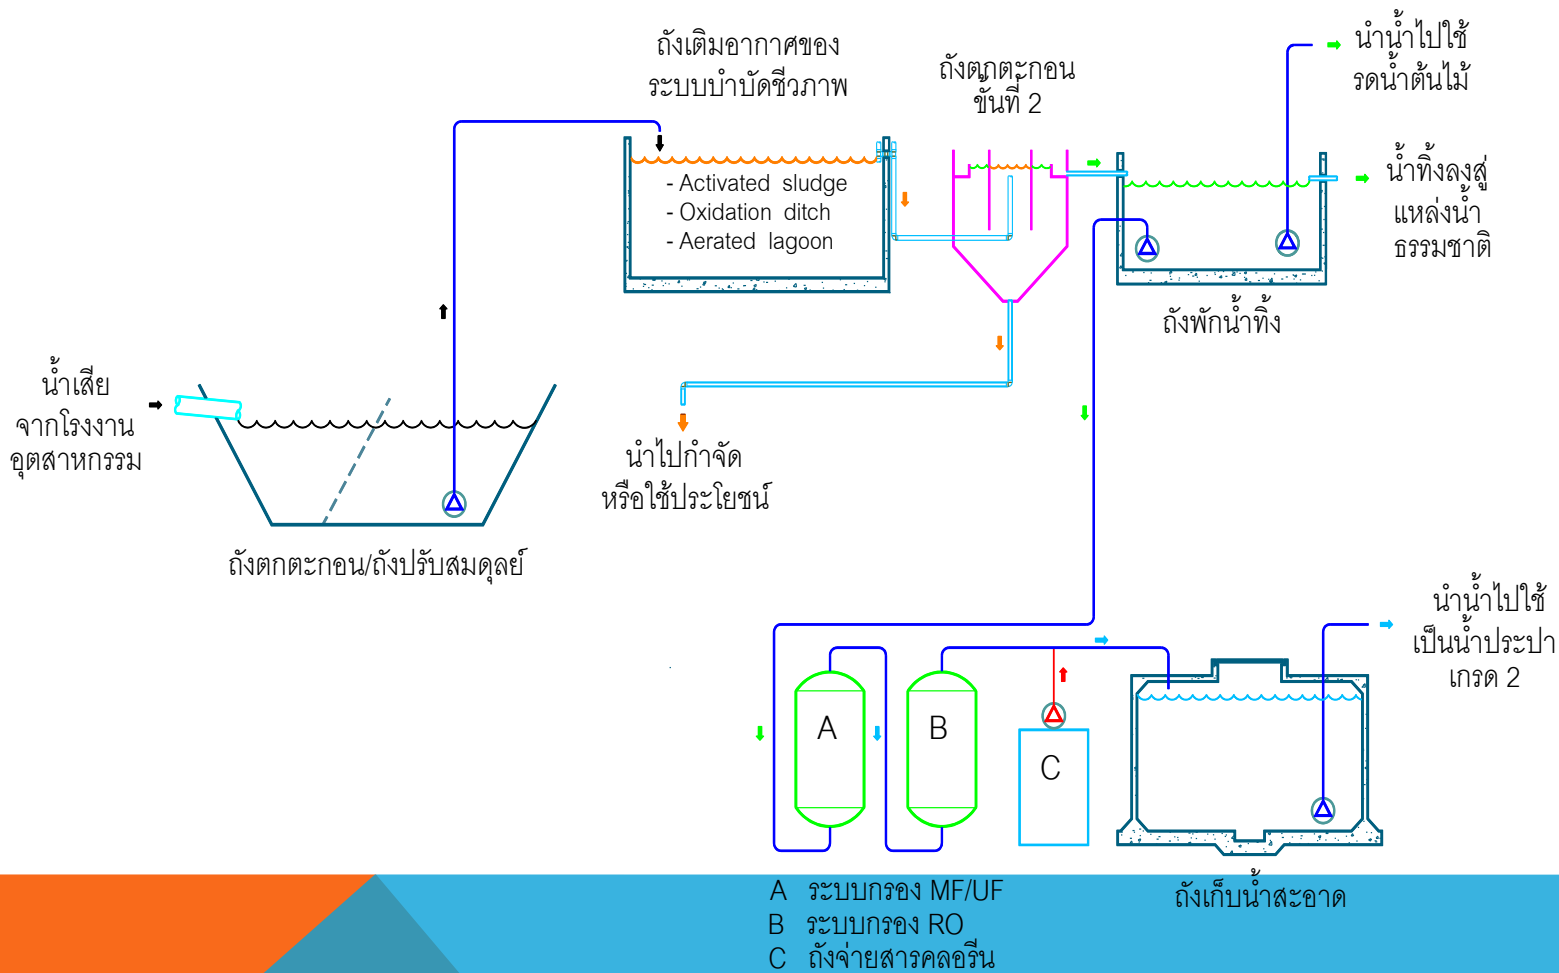 ถังเติมอากาศของ
ระบบบำบัดชีวภาพ
ถังตกตะกอน
ขั้นที่ 2
นำน้ำไปใช้
รดน้ำต้นไม้
- Activated sludge
- Oxidation ditch
- Aerated lagoon
น้ำทิ้งลงสู่
แหล่งน้ำ
ธรรมชาติ
ถังพักน้ำทิ้ง
น้ำเสีย
จากโรงงาน
อุตสาหกรรม
นำไปกำจัด
หรือใช้ประโยชน์
ถังตกตะกอน/ถังปรับสมดุลย์
นำน้ำไปใช้
เป็นน้ำประปา
เกรด 2
A
B
C
ถังเก็บน้ำสะอาด
A ระบบกรอง MF/UF
B ระบบกรอง RO
C ถังจ่ายสารคลอรีน